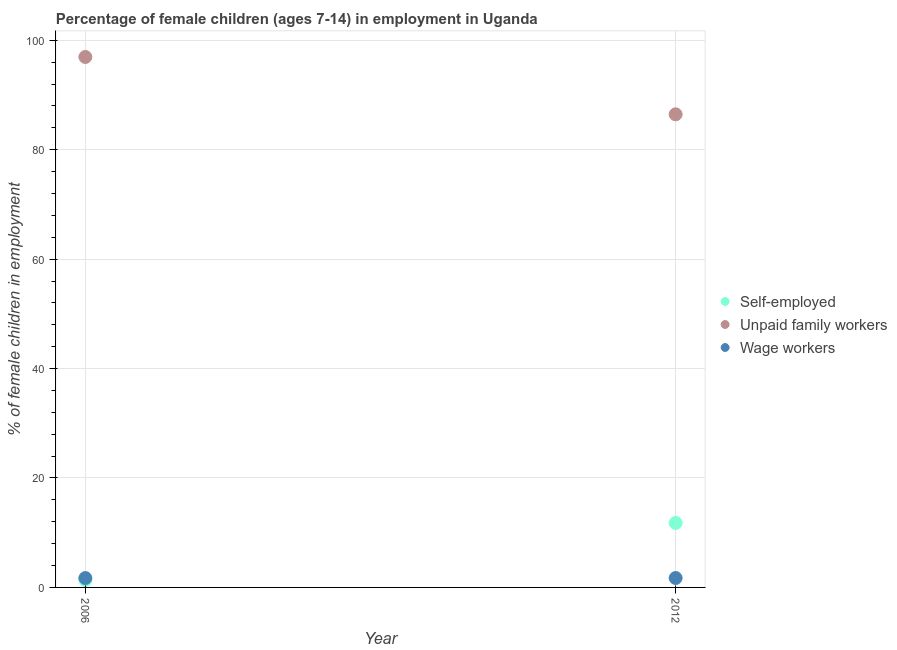 Percentage of female children (ages 7-14) in employment in Uganda
% of female children in employment
100
80
60
40
20
0
2006
2012
Year
Self-employed
Unpaid family workers
Wage workers